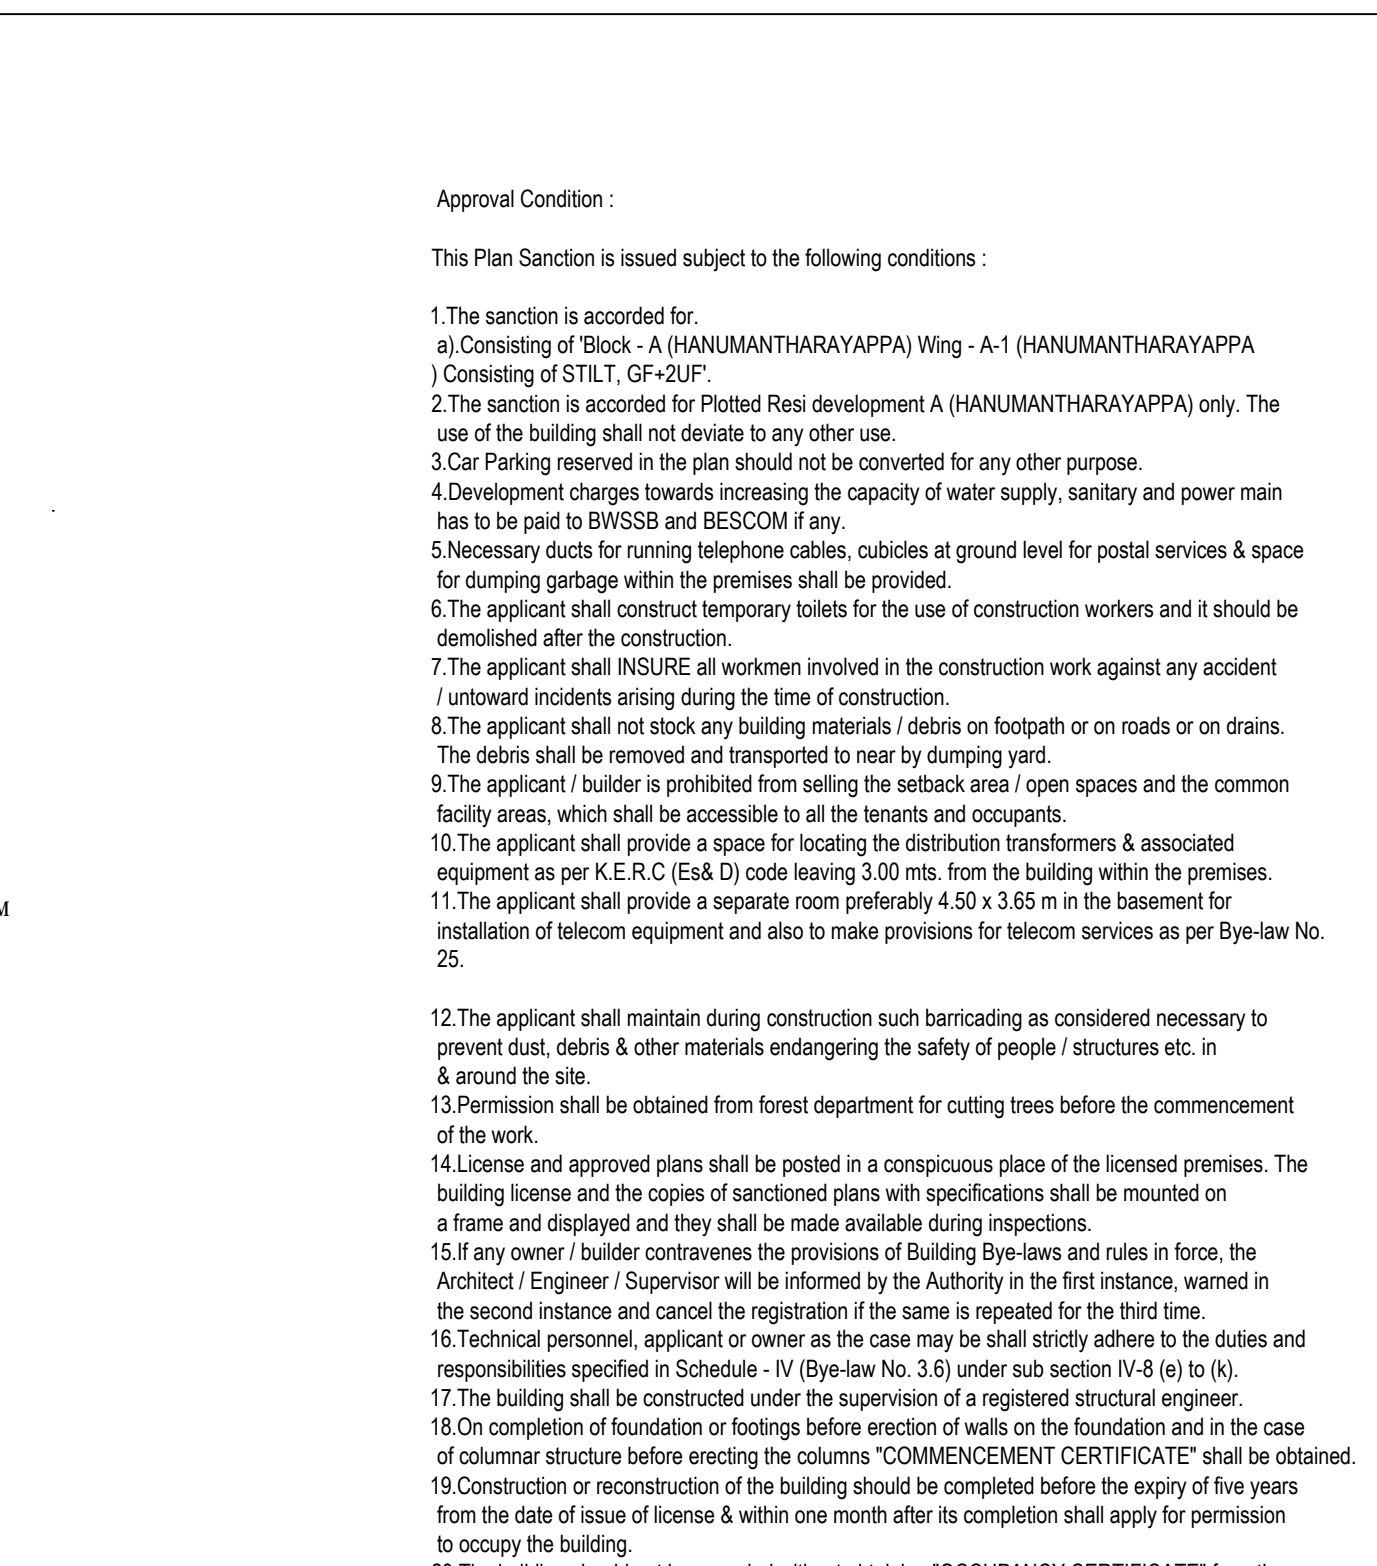 Approval Condition :
This Plan Sanction is issued subject to the following conditions :
1.The sanction is accorded for.
a).Consisting of 'Block - A (HANUMANTHARAYAPPA) Wing - A-1 (HANUMANTHARAYAPPA
) Consisting of STILT, GF+2UF'.
2.The sanction is accorded for Plotted Resi development A (HANUMANTHARAYAPPA) only. The
use of the building shall not deviate to any other use.
3.Car Parking reserved in the plan should not be converted for any other purpose.
4.Development charges towards increasing the capacity of water supply, sanitary and power main
has to be paid to BWSSB and BESCOM if any.
5.Necessary ducts for running telephone cables, cubicles at ground level for postal services & space
for dumping garbage within the premises shall be provided.
6.The applicant shall construct temporary toilets for the use of construction workers and it should be
demolished after the construction.
7.The applicant shall INSURE all workmen involved in the construction work against any accident
/ untoward incidents arising during the time of construction.
8.The applicant shall not stock any building materials / debris on footpath or on roads or on drains.
The debris shall be removed and transported to near by dumping yard.
9.The applicant / builder is prohibited from selling the setback area / open spaces and the common
facility areas, which shall be accessible to all the tenants and occupants.
10.The applicant shall provide a space for locating the distribution transformers & associated
equipment as per K.E.R.C (Es& D) code leaving 3.00 mts. from the building within the premises.
11.The applicant shall provide a separate room preferably 4.50 x 3.65 m in the basement for
installation of telecom equipment and also to make provisions for telecom services as per Bye-law No.
25.
12.The applicant shall maintain during construction such barricading as considered necessary to
prevent dust, debris & other materials endangering the safety of people / structures etc. in
& around the site.
13.Permission shall be obtained from forest department for cutting trees before the commencement
of the work.
14.License and approved plans shall be posted in a conspicuous place of the licensed premises. The
building license and the copies of sanctioned plans with specifications shall be mounted on
a frame and displayed and they shall be made available during inspections.
15.If any owner / builder contravenes the provisions of Building Bye-laws and rules in force, the
Architect / Engineer / Supervisor will be informed by the Authority in the first instance, warned in
the second instance and cancel the registration if the same is repeated for the third time.
16.Technical personnel, applicant or owner as the case may be shall strictly adhere to the duties and
responsibilities specified in Schedule - IV (Bye-law No. 3.6) under sub section IV-8 (e) to (k).
17.The building shall be constructed under the supervision of a registered structural engineer.
18.On completion of foundation or footings before erection of walls on the foundation and in the case
of columnar structure before erecting the columns "COMMENCEMENT CERTIFICATE" shall be obtained.
19.Construction or reconstruction of the building should be completed before the expiry of five years
from the date of issue of license & within one month after its completion shall apply for permission
to occupy the building.